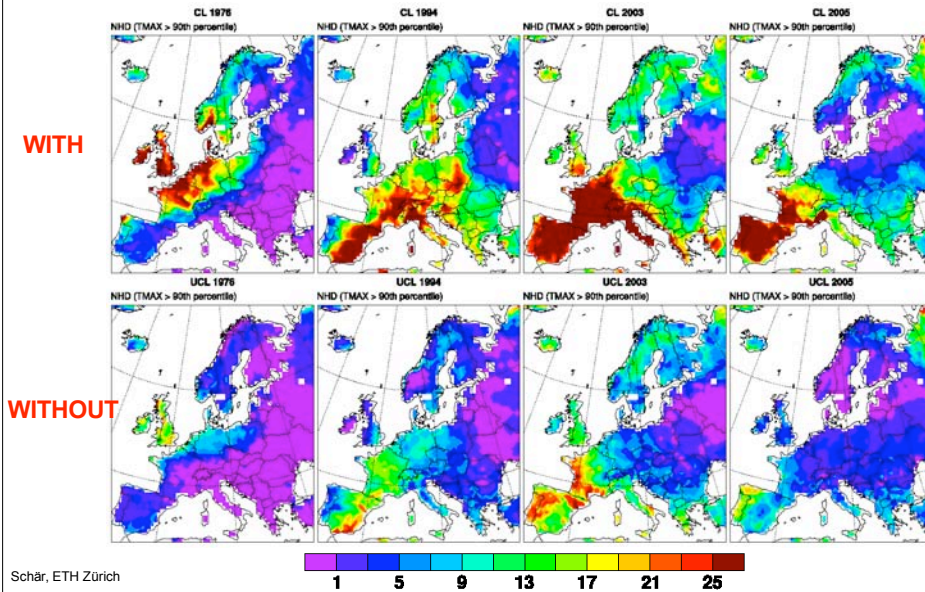 CL 1976
NHD (TMAX > 90th percentile)
CL 1994
NHD (TMAX > 90th percentile)
CL 2003
NHD (TMAX > 90th percentile)
CL 2005
NHD (TMAX > 90th percentile)
WITH
UCL 1976
NHD (TMAX > 90th percentile)
UCL 1994
NHD (TMAX > 90th percentile)
UCL 2003
NHD (TMAX > 90th percentile)
UCL 2005
NHD (TMAX > 90th percentile)
WITHOUT
1 5 9 13 17 21 25
Schär, ETH Zürich